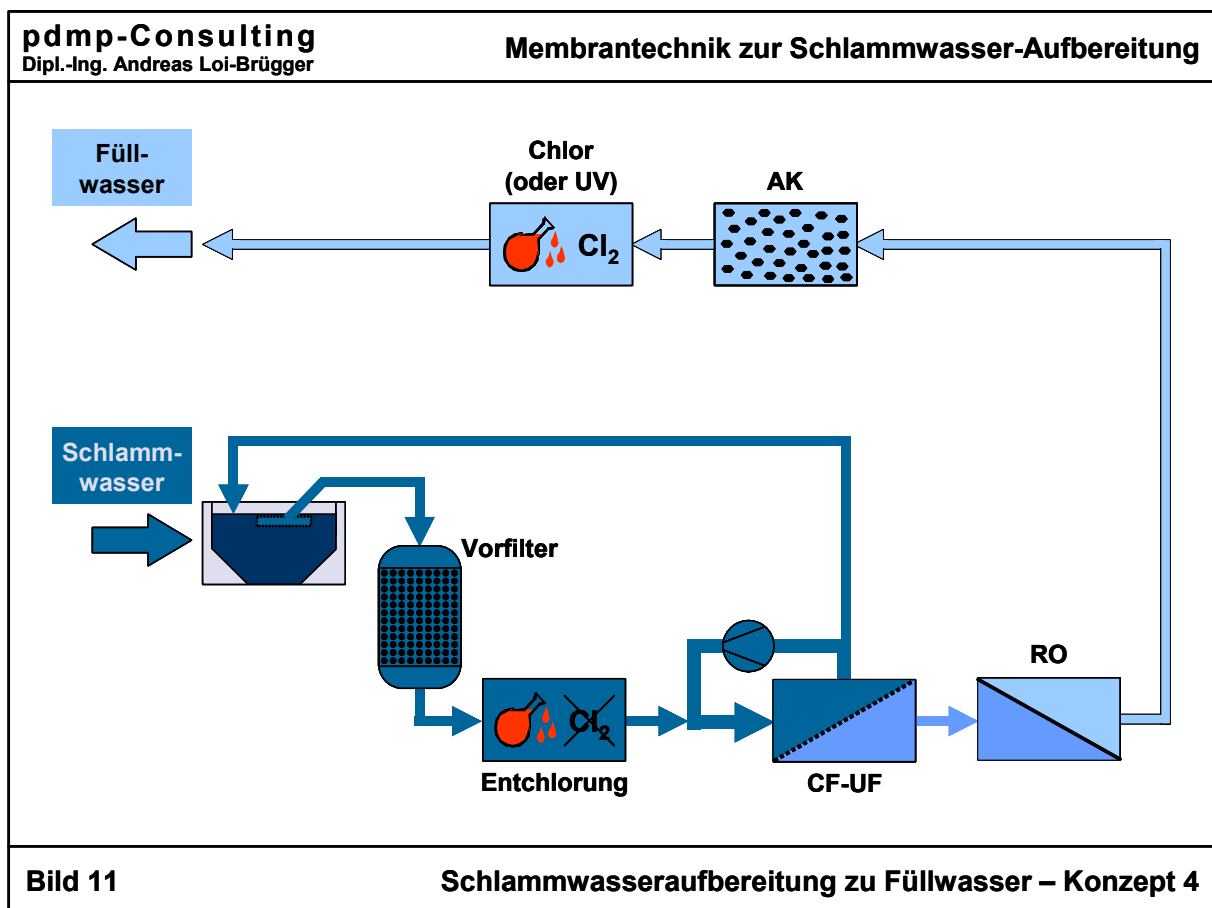 pdmp-Consulting
Dipl.-Ing. Andreas Loi-Brügger
Membrantechnik zur Schlammwasser-Aufbereitung
Füll-
wasser
Chlor
(oder UV)
AK
Cl2
Schlamm-
wasser
Vorfilter
RO
Cl2
Entchlorung
CF-UF
Bild 11
Schlammwasseraufbereitung zu Füllwasser – Konzept 4